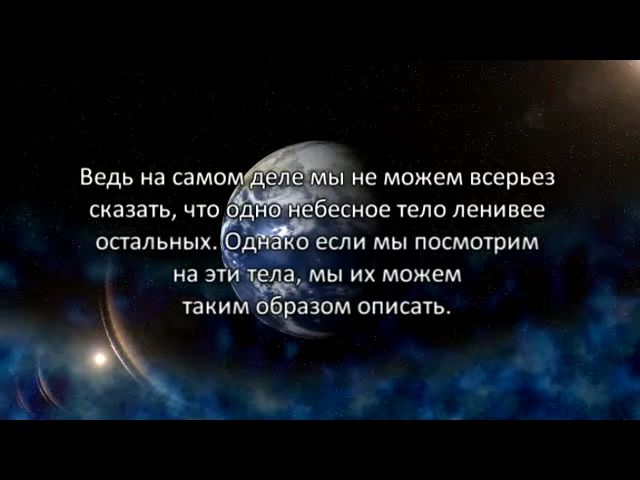 Ведь на самом деле мы не можем всерьез
сказать, что одно небесное тело ленивее
остальных. Однако если мы посмотрим
на эти тела, мы их можем
таким образом описать.